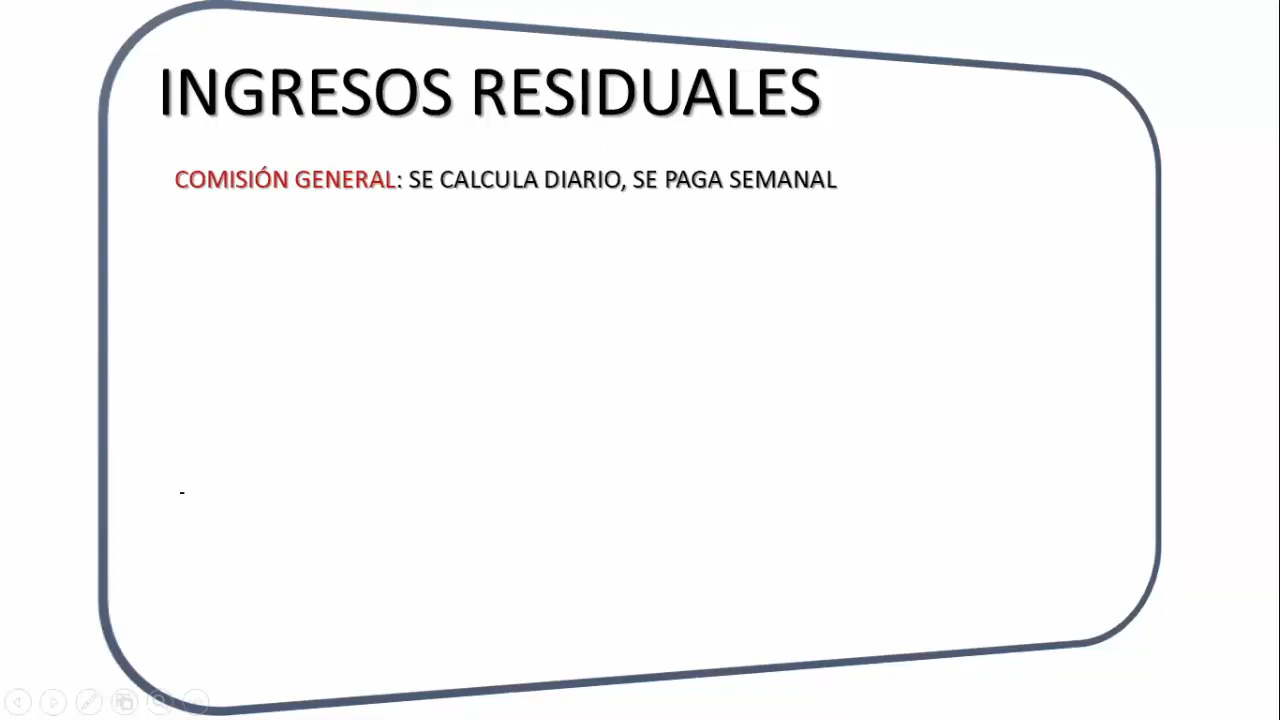 INGRESOS RESIDUALES
COMISIÓN GENERAL: SE CALCULA DIARIO, SE PAGA SEMANAL
-